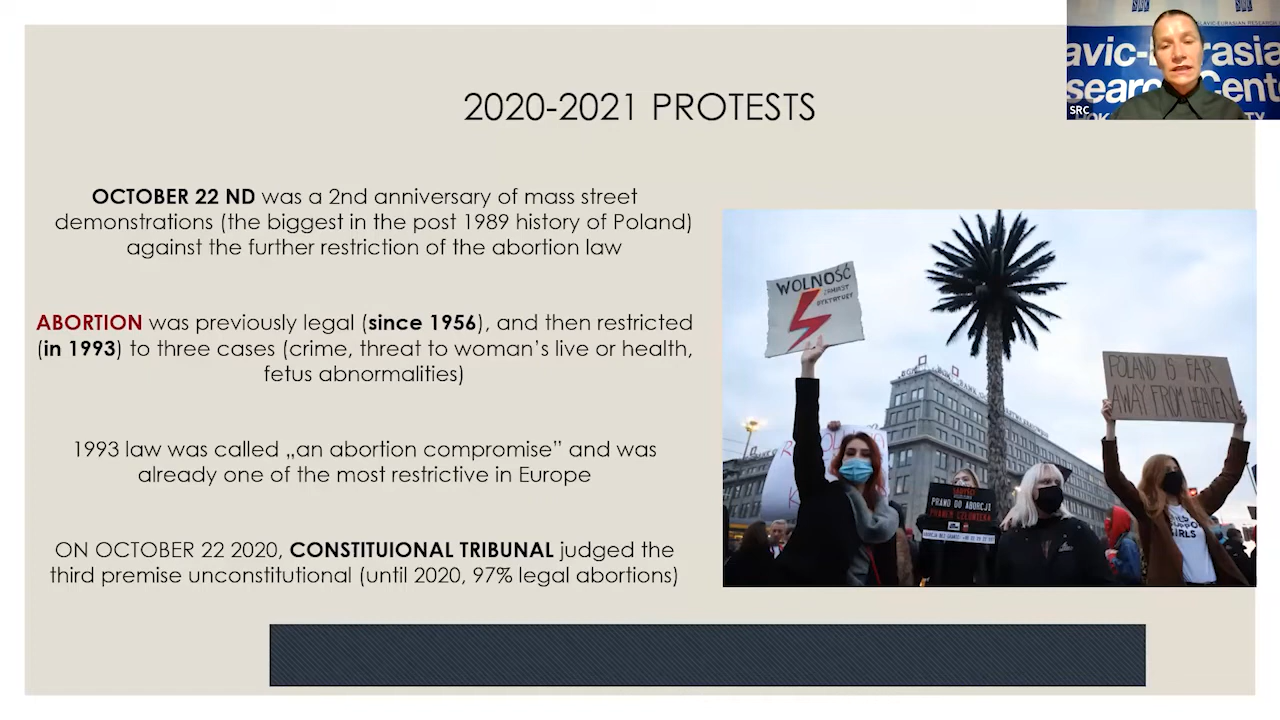 2020-2021 PROTESTS
OCTOBER 22 ND was a 2nd anniversary of mass street
demonstrations (the biggest in the post 1989 history of Poland)
against the further restriction of the abortion law
ABORTION was previously legal (since 1956), and then restricted
(in 1993) to three cases (crime, threat to woman's live or health,
fetus abnormalities)
1993 law was called „an abortion compromise” and was
already one of the most restrictive in Europe
ON OCTOBER 22 2020, CONSTITUIONAL TRIBUNAL judged the
third premise unconstitutional (until 2020, 97% legal abortions)
WOLNOŚĆ
ZAMIAST
DYKTATURY
POLAND IS FAR
AWAY FROM HEAVEN
PRAWO DO ABORCJI
PRAWEM CZŁOWIEKA
GIRLS
SRC